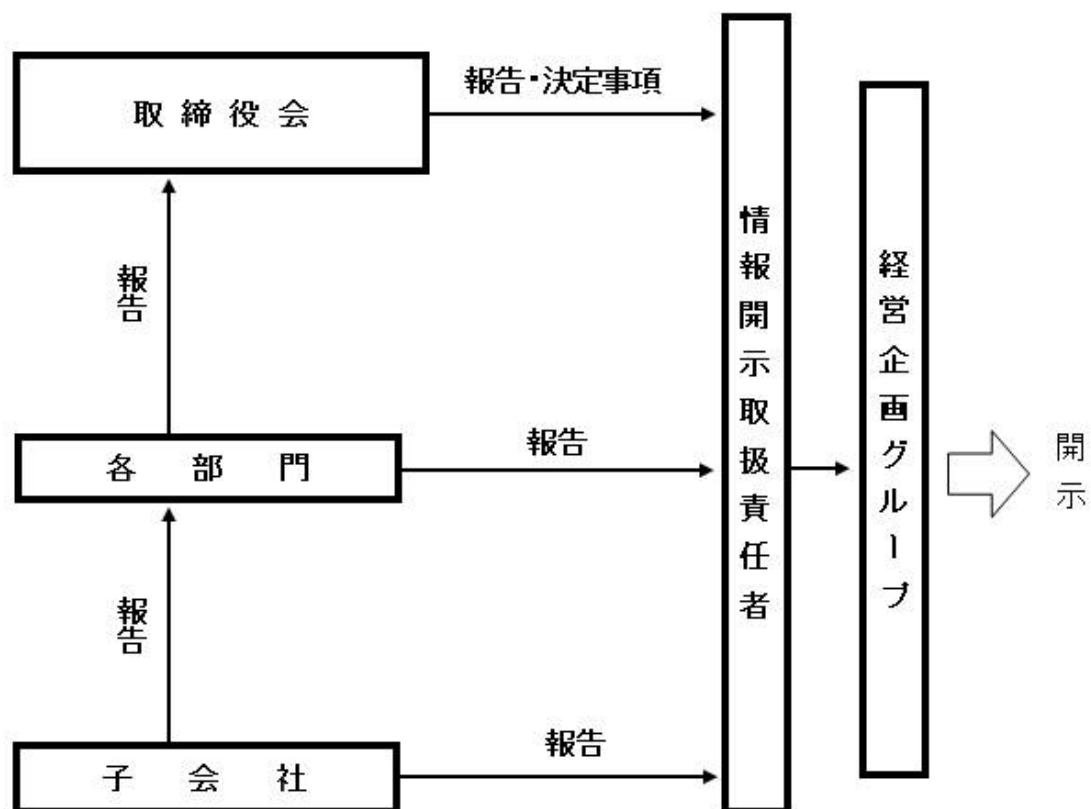 報告・決定事項
取締役会
報告
各部門
報告
報告
子会社
報告
情報開示取扱責任者
経営企画グループ
開示